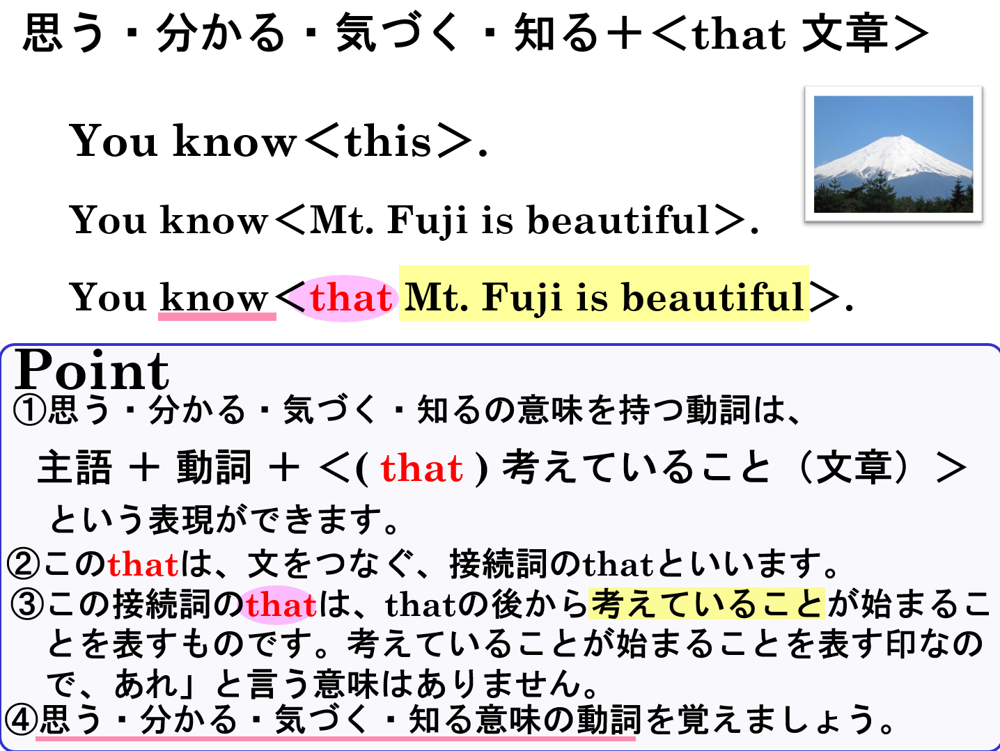 思う・分かる・気づく・知る＋＜that 文章＞
You know＜this＞.
You know＜Mt. Fuji is beautiful＞.
You know＜that Mt. Fuji is beautiful＞.
Point
①思う・分かる・気づく・知るの意味を持つ動詞は、
主語 ＋ 動詞 ＋ ＜( that ) 考えていること（文章）＞
という表現ができます。
②このthatは、文をつなぐ、接続詞のthatといいます。
③この接続詞のthatは、thatの後から考えていることが始まるこ
とを表すものです。考えていることが始まることを表す印なの
で、あれ」と言う意味はありません。
④思う・分かる・気づく・知る意味の動詞を覚えましょう。